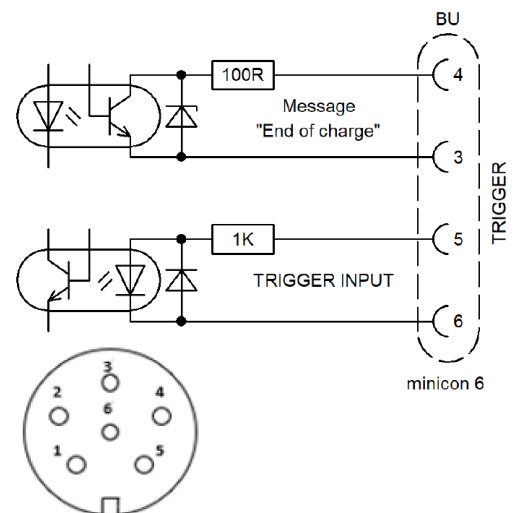 BU
100R
4
Message
"End of charge"
3
TRIGGER
1K
5
TRIGGER INPUT
6
minicon 6
3
2
4
6
1
5